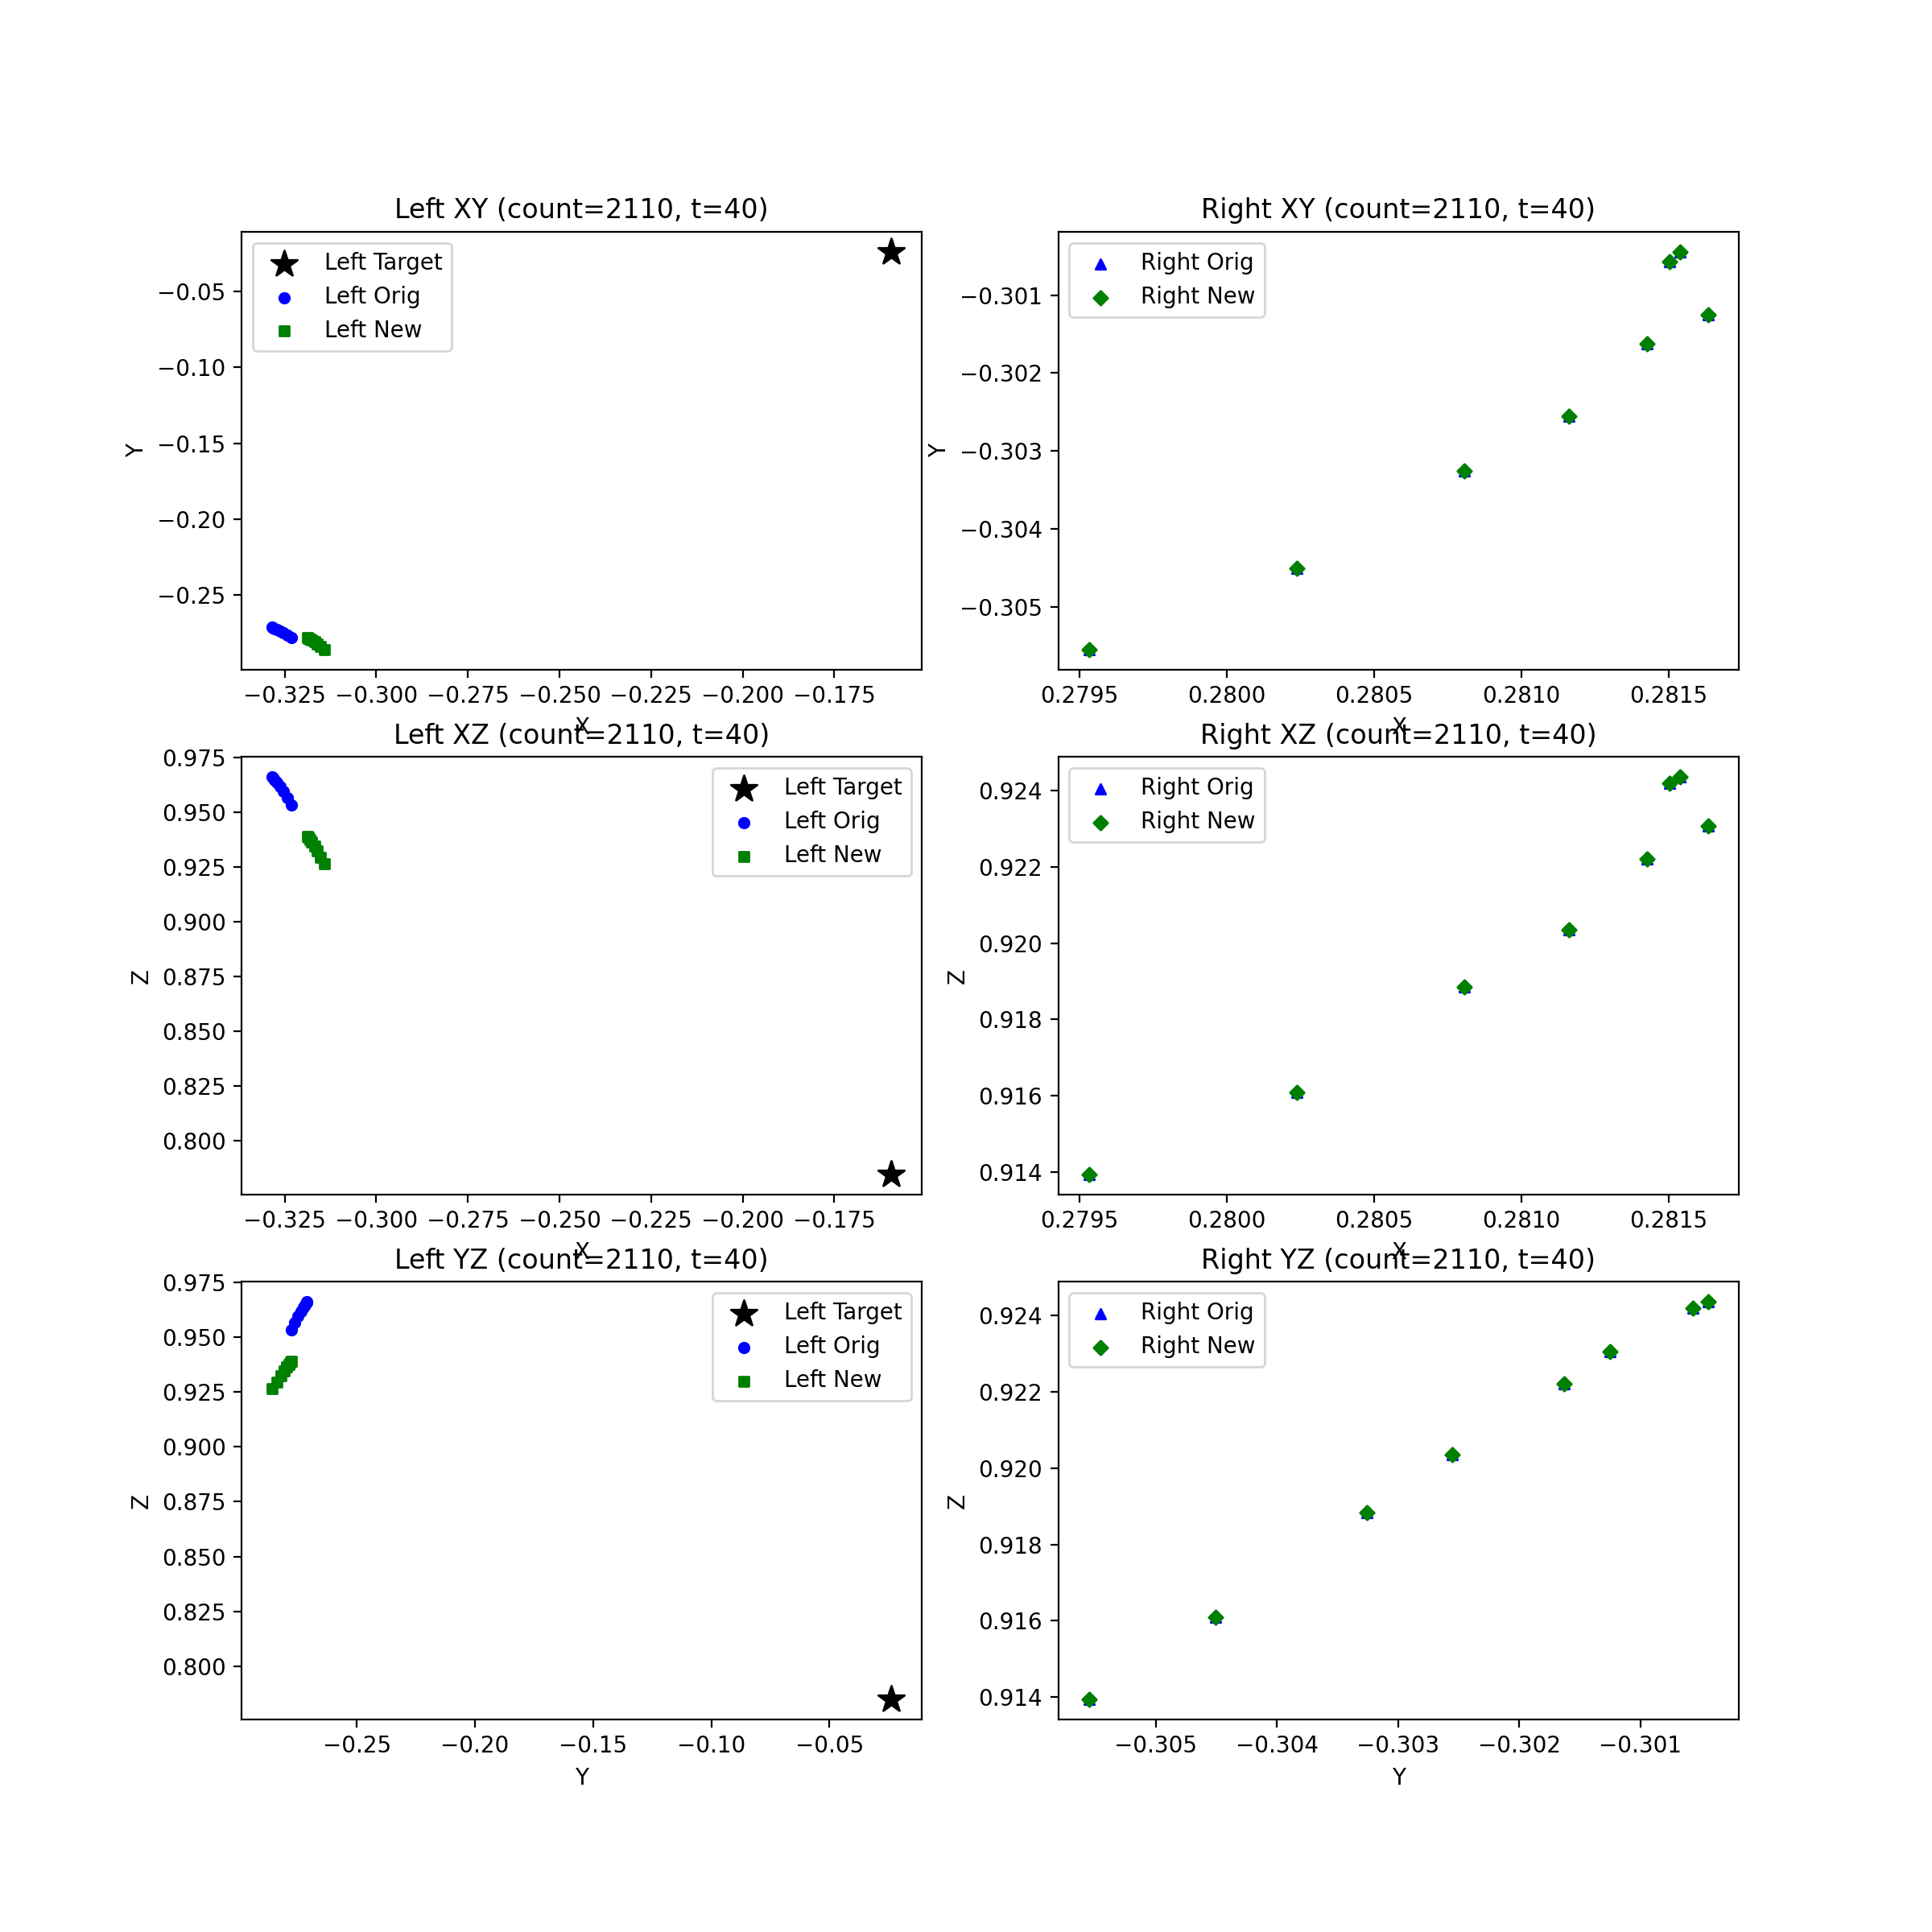 Left XY (count=2110, t=40)
Left Target
Left Orig
Left New
−0.05
−0.10
−0.15
−0.20
−0.25
Y
−0.325 −0.300 −0.275 −0.250 −0.225 −0.200 −0.175
X
Right XY (count=2110, t=40)
Right Orig
Right New
−0.301
−0.302
−0.303
−0.304
−0.305
Y
0.2795 0.2800 0.2805 0.2810 0.2815
X
Left XZ (count=2110, t=40)
Left Target
Left Orig
Left New
0.975
0.950
0.925
0.900
0.875
0.850
0.825
0.800
Z
−0.325 −0.300 −0.275 −0.250 −0.225 −0.200 −0.175
X
Right XZ (count=2110, t=40)
Right Orig
Right New
0.924
0.922
0.920
0.918
0.916
0.914
Z
0.2795 0.2800 0.2805 0.2810 0.2815
X
Left YZ (count=2110, t=40)
Left Target
Left Orig
Left New
0.975
0.950
0.925
0.900
0.875
0.850
0.825
0.800
Z
−0.25 −0.20 −0.15 −0.10 −0.05
Y
Right YZ (count=2110, t=40)
Right Orig
Right New
0.924
0.922
0.920
0.918
0.916
0.914
Z
−0.305 −0.304 −0.303 −0.302 −0.301
Y